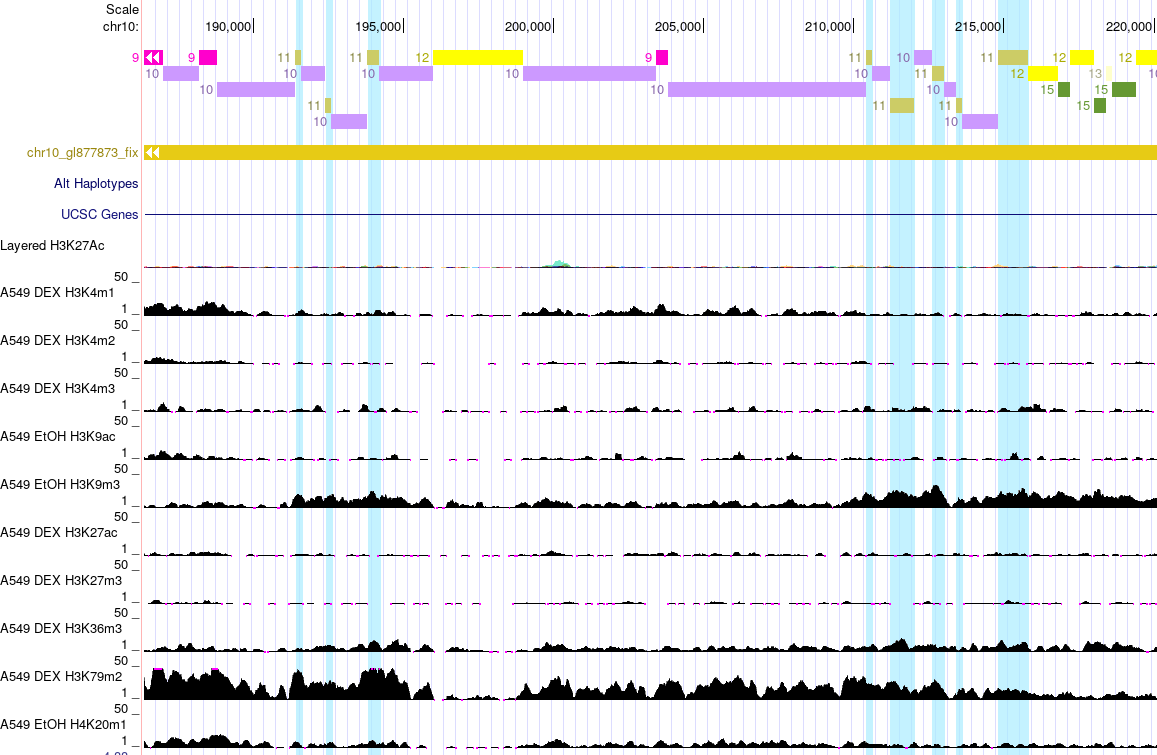 Scale
chr10: 190,000 195,000 200,000 205,000 210,000 215,000 220,000
9 9 11 11 12 9 11 10 11 12 12
10 10 10 10 10 11 12 13 10
10 10 10 15 15
11 11 11 15
10 10
chr10_gl877873_fix
Alt Haplotypes
UCSC Genes
Layered H3K27Ac
50 _
A549 DEX H3K4m1
1 _
50 _
A549 DEX H3K4m2
1 _
50 _
A549 DEX H3K4m3
1 _
50 _
A549 EtOH H3K9ac
1 _
50 _
A549 EtOH H3K9m3
1 _
50 _
A549 DEX H3K27ac
1 _
50 _
A549 DEX H3K27m3
1 _
50 _
A549 DEX H3K36m3
1 _
50 _
A549 DEX H3K79m2
1 _
50 _
A549 EtOH H4K20m1
1 _